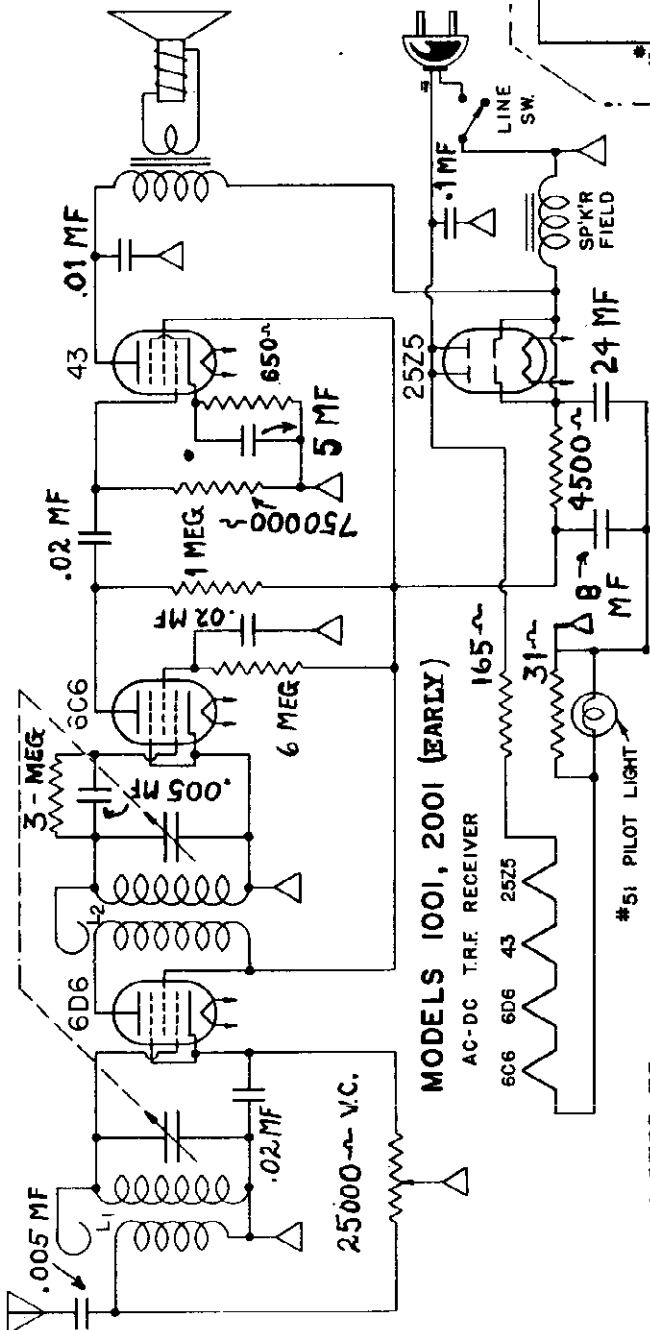 .005 MF
L1
.02 MF
25000~ V.C.
6D6
L2
3-MEG
.005 MF
6C6
.02 MF
6 MEG
.02 MF
1 MEG
750000~
43
650~
5 MF
.01 MF
LINE
SW.
.1 MF
SP'K'R
FIELD
25Z5
24 MF
4500~
8
MF
165~
31~
#51 PILOT LIGHT
MODELS 1001, 2001 (EARLY)
AC-DC T.R.F. RECEIVER
6C6 6D6 43 25Z5